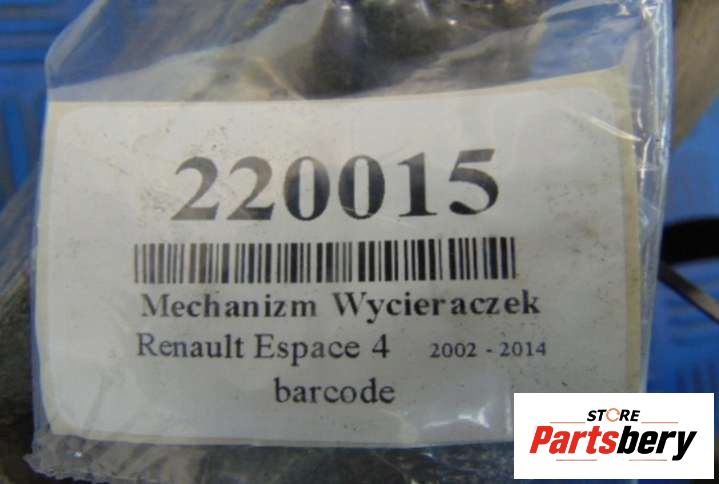 220015
Mechanizm Wycieraczek
Renault Espace 4 2002 - 2014
barcode
STORE
Partsbery